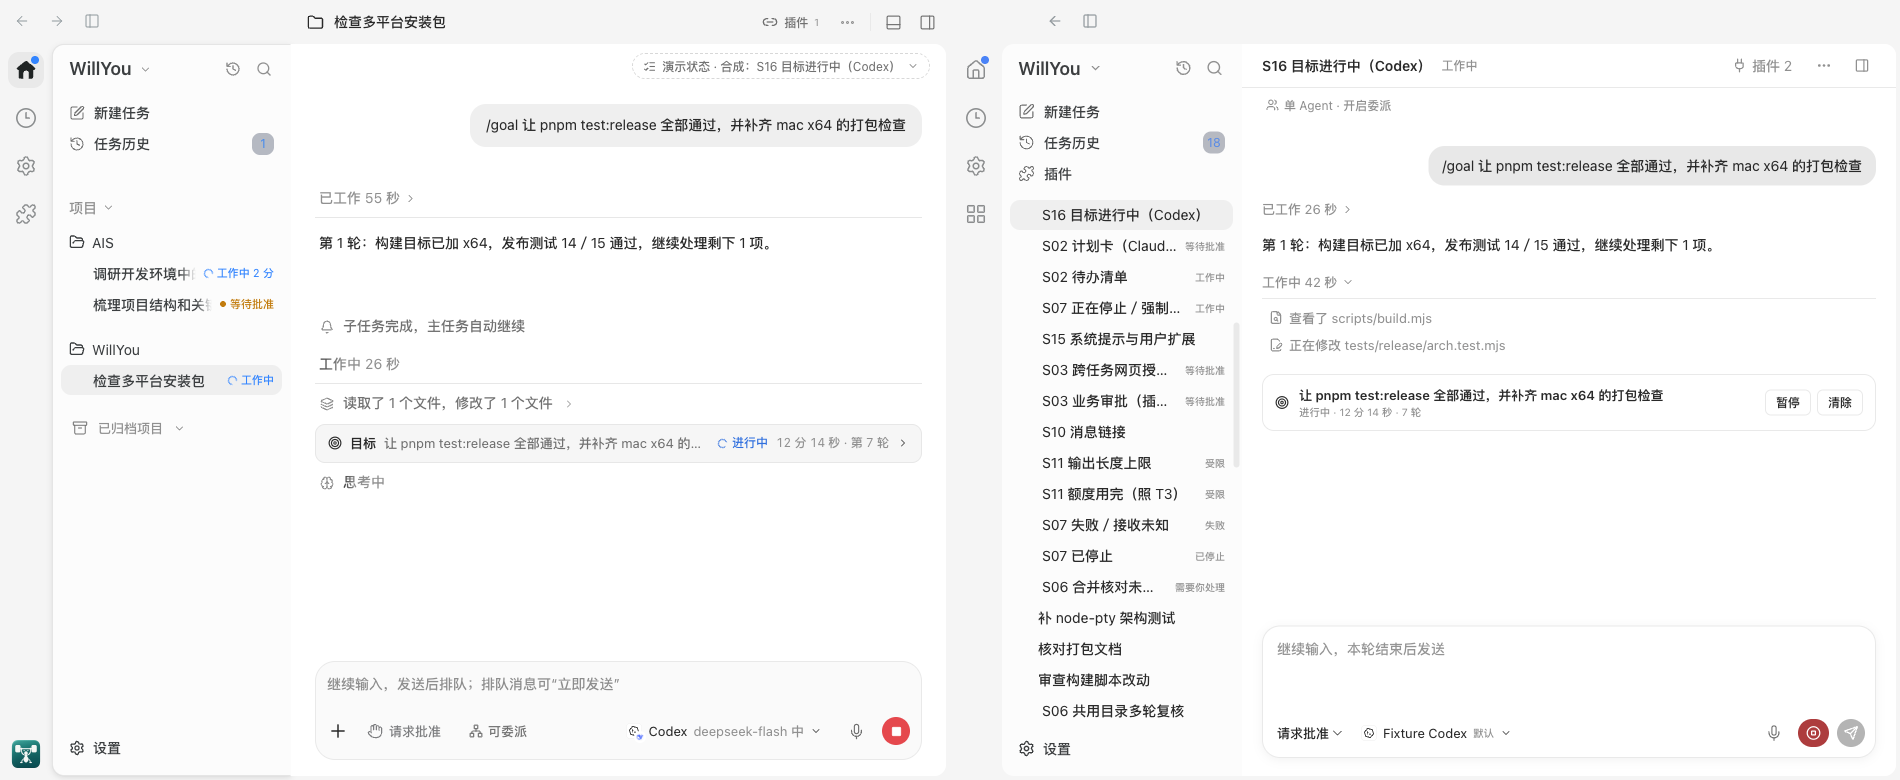 检查多平台安装包
插件 1
WillYou
新建任务
任务历史
1
项目
AIS
调研开发环境中
工作中 2 分
梳理项目结构和关
等待批准
WillYou
检查多平台安装包
工作中
已归档项目
设置
演示状态 · 合成：S16 目标进行中（Codex）
/goal 让 pnpm test:release 全部通过，并补齐 mac x64 的打包检查
已工作 55 秒
第 1 轮：构建目标已加 x64，发布测试 14 / 15 通过，继续处理剩下 1 项。
子任务完成，主任务自动继续
工作中 26 秒
读取了 1 个文件，修改了 1 个文件
目标 让 pnpm test:release 全部通过，并补齐 mac x64 的... 进行中 12 分 14 秒 · 第 7 轮
思考中
继续输入，发送后排队；排队消息可“立即发送”
请求批准
可委派
Codex deepseek-flash 中
WillYou
新建任务
任务历史
18
插件
S16 目标进行中（Codex）
S02 计划卡（Claud... 等待批准
S02 待办清单 工作中
S07 正在停止 / 强制... 工作中
S15 系统提示与用户扩展
S03 跨任务网页授... 等待批准
S03 业务审批（插... 等待批准
S10 消息链接
S11 输出长度上限 受限
S11 额度用完（照 T3） 受限
S07 失败 / 接收未知 失败
S07 已停止 已停止
S06 合并核对未... 需要你处理
补 node-pty 架构测试
核对打包文档
审查构建脚本改动
S06 共用目录多轮复核
设置
S16 目标进行中（Codex） 工作中
插件 2
单 Agent · 开启委派
/goal 让 pnpm test:release 全部通过，并补齐 mac x64 的打包检查
已工作 26 秒
第 1 轮：构建目标已加 x64，发布测试 14 / 15 通过，继续处理剩下 1 项。
工作中 42 秒
查看了 scripts/build.mjs
正在修改 tests/release/arch.test.mjs
让 pnpm test:release 全部通过，并补齐 mac x64 的打包检查
进行中 · 12 分 14 秒 · 7 轮
暂停
清除
继续输入，本轮结束后发送
请求批准
Fixture Codex 默认